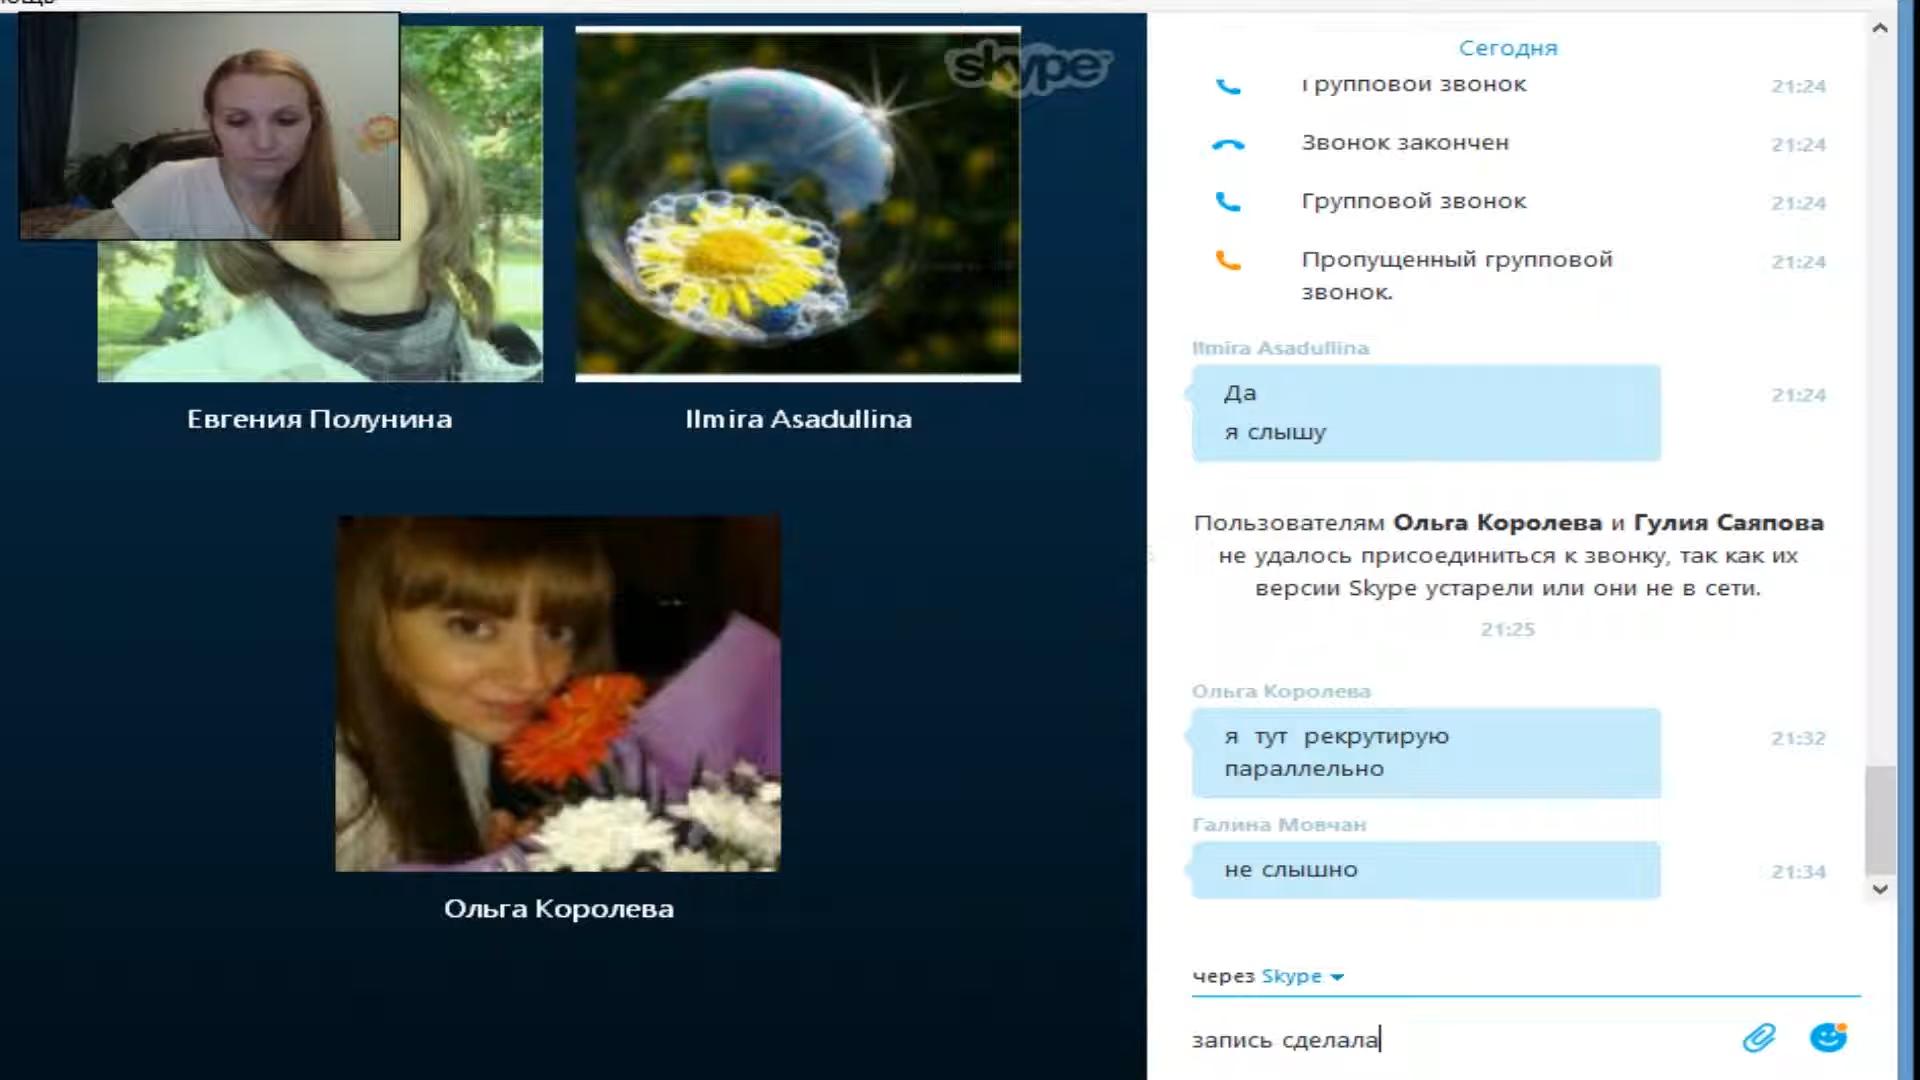 skype
Евгения Полунина
Ilmira Asadullina
Ольга Королева
Сегодня
Групповой звонок 21:24
Звонок закончен 21:24
Групповой звонок 21:24
Пропущенный групповой 21:24
звонок.
Ilmira Asadullina
Да 21:24
я слышу
Пользователям Ольга Королева и Гулия Саяпова
не удалось присоединиться к звонку, так как их
версии Skype устарели или они не в сети.
21:25
Ольга Королева
я тут рекрутирую 21:32
параллельно
Галина Мовчан
не слышно 21:34
через Skype
запись сделала